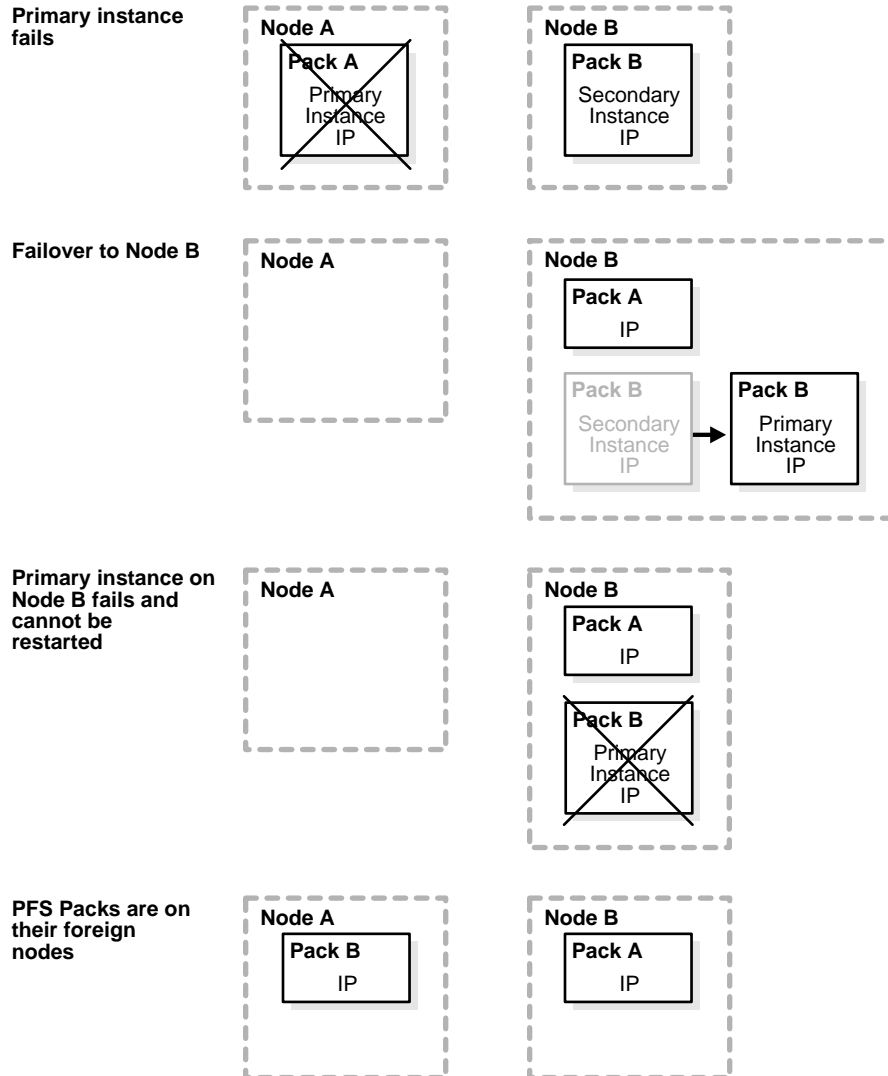 Primary instance
fails
Node A
Pack A
Primary
Instance
IP
Node B
Pack B
Secondary
Instance
IP
Failover to Node B
Node A
Node B
Pack A
IP
Pack B
Secondary
Instance
IP
Pack B
Primary
Instance
IP
Primary instance on
Node B fails and
cannot be
restarted
Node A
Node B
Pack A
IP
Pack B
Primary
Instance
IP
PFS Packs are on
their foreign
nodes
Node A
Pack B
IP
Node B
Pack A
IP